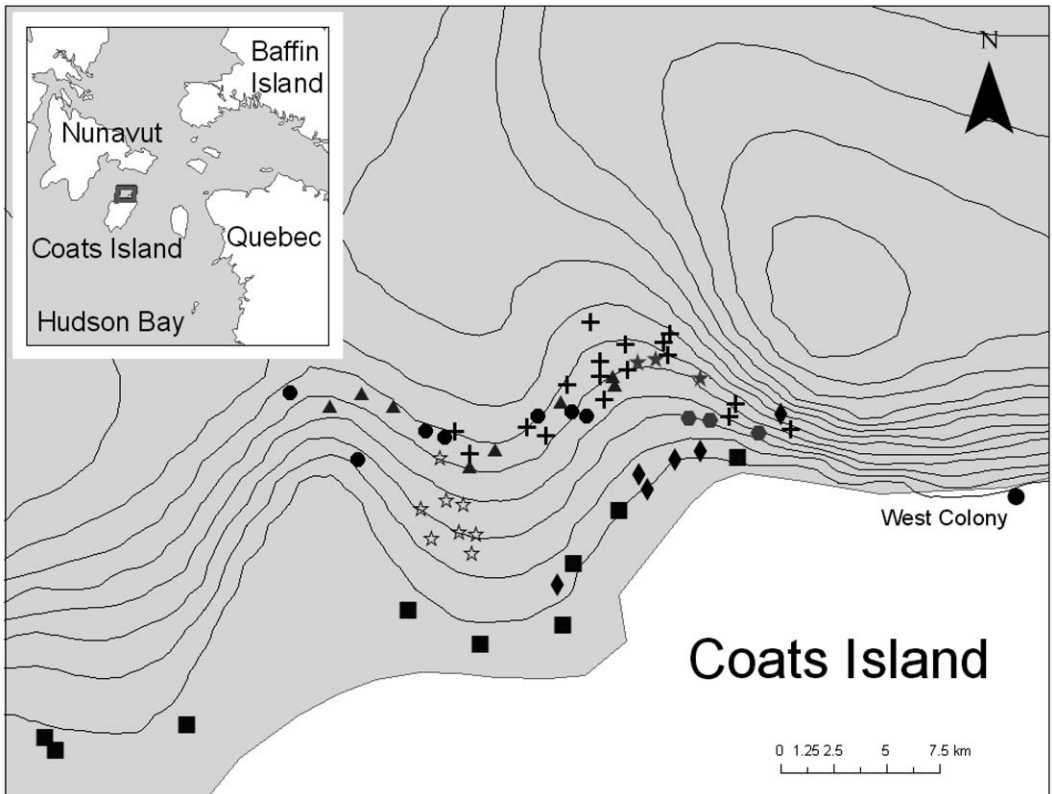 Baffin
Island
Nunavut
Coats Island
Quebec
Hudson Bay
N
West Colony
Coats Island
0 1.25 2.5 5 7.5 km